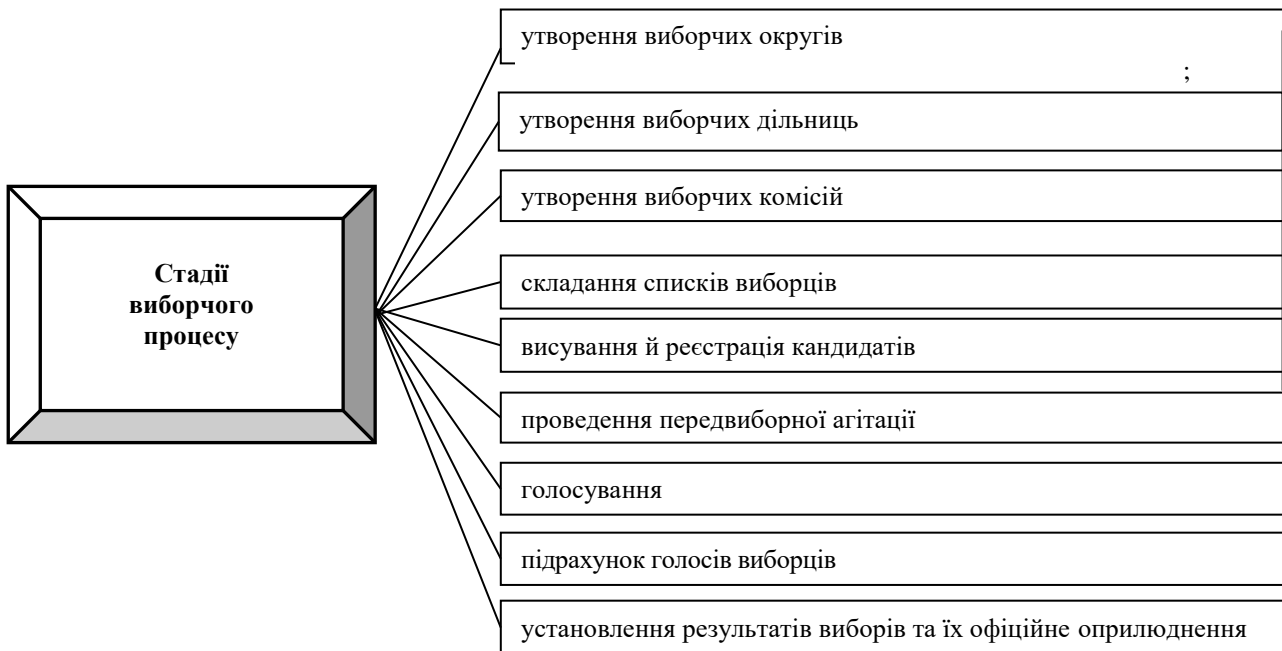 Стадії
виборчого
процесу
утворення виборчих округів
;
утворення виборчих дільниць
утворення виборчих комісій
складання списків виборців
висування й реєстрація кандидатів
проведення передвиборної агітації
голосування
підрахунок голосів виборців
установлення результатів виборів та їх офіційне оприлюднення